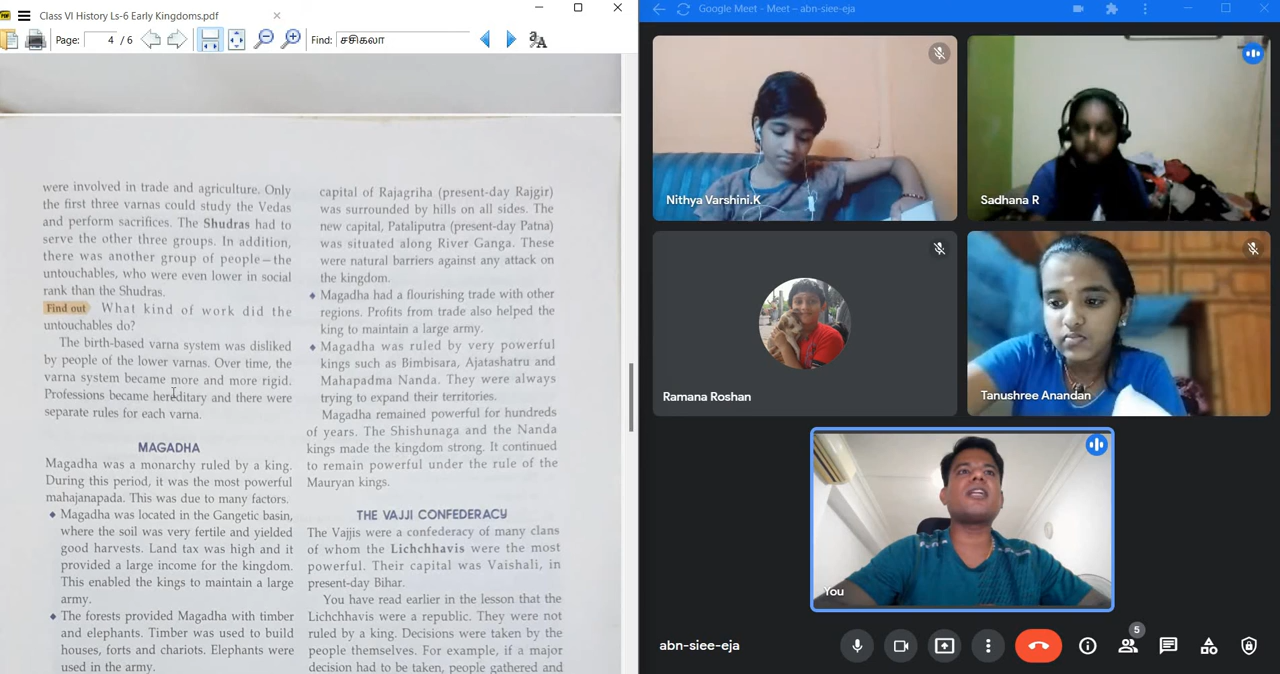 Class VI History Ls-6 Early Kingdoms.pdf
Page: 4 / 6
Find: சசிகலா
were involved in trade and agriculture. Only
the first three varnas could study the Vedas
and perform sacrifices. The Shudras had to
serve the other three groups. In addition,
there was another group of people—the
untouchables, who were even lower in social
rank than the Shudras.
Find out What kind of work did the
untouchables do?
The birth-based varna system was disliked
by people of the lower varnas. Over time, the
varna system became more and more rigid.
Professions became hereditary and there were
separate rules for each varna.
MAGADHA
Magadha was a monarchy ruled by a king.
During this period, it was the most powerful
mahajanapada. This was due to many factors.
Magadha was located in the Gangetic basin,
where the soil was very fertile and yielded
good harvests. Land tax was high and it
provided a large income for the kingdom.
This enabled the kings to maintain a large
army.
The forests provided Magadha with timber
and elephants. Timber was used to build
houses, forts and chariots. Elephants were
used in the army.
capital of Rajagriha (present-day Rajgir)
was surrounded by hills on all sides. The
new capital, Pataliputra (present-day Patna)
was situated along River Ganga. These
were natural barriers against any attack on
the kingdom.
Magadha had a flourishing trade with other
regions. Profits from trade also helped the
king to maintain a large army.
Magadha was ruled by very powerful
kings such as Bimbisara, Ajatashatru and
Mahapadma Nanda. They were always
trying to expand their territories.
Magadha remained powerful for hundreds
of years. The Shishunaga and the Nanda
kings made the kingdom strong. It continued
to remain powerful under the rule of the
Mauryan kings.
THE VAJJI CONFEDERACY
The Vajjis were a confederacy of many clans
of whom the Lichchhavis were the most
powerful. Their capital was Vaishali, in
present-day Bihar.
You have read earlier in the lesson that the
Lichchhavis were a republic. They were not
ruled by a king. Decisions were taken by the
people themselves. For example, if a major
decision had to be taken, people gathered and
Google Meet - Meet – abn-siee-eja
Nithya Varshini.K
Sadhana R
Ramana Roshan
Tanushree Anandan
You
abn-siee-eja
5